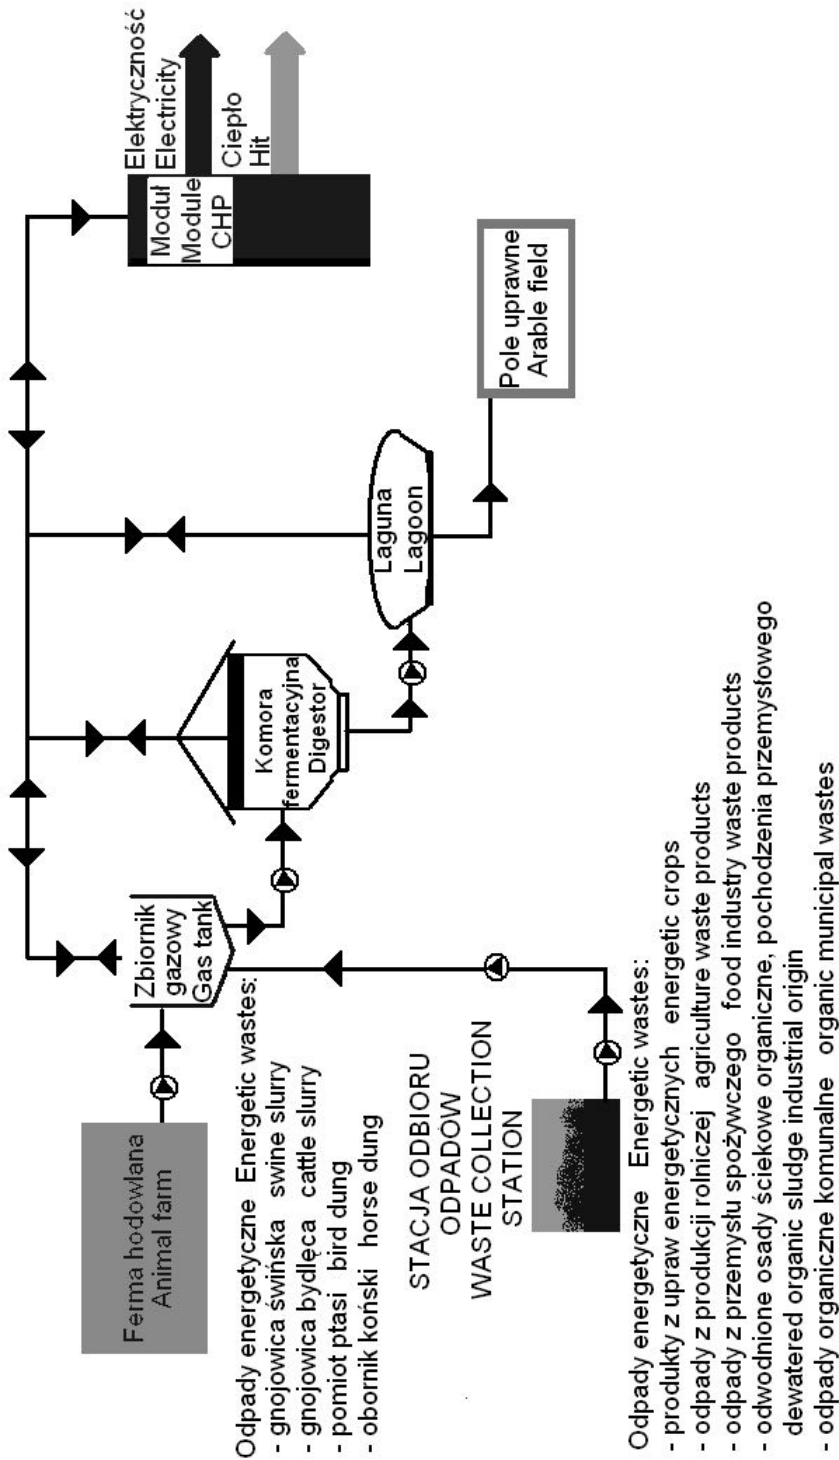 Ferma hodowlana
Animal farm
Odpady energetyczne Energetic wastes:
- gnojowica świńska swine slurry
- gnojowica bydlęca cattle slurry
- pomiot ptasi bird dung
- obornik koński horse dung
Zbiornik
gazowy
Gas tank
Komora
fermentacyjna
Digestor
Laguna
Lagoon
Moduł
Module
CHP
Elektryczność
Electricity
Ciepło
Hit
Pole uprawne
Arable field
STACJA ODBIORU
ODPADÓW
WASTE COLLECTION
STATION
Odpady energetyczne Energetic wastes:
- produkty z upraw energetycznych energetic crops
- odpady z produkcji rolniczej agriculture waste products
- odpady z przemysłu spożywczego food industry waste products
- odwodnione osady ściekowe organiczne, pochodzenia przemysłowego
dewatered organic sludge industrial origin
- odpady organiczne komunalne organic municipal wastes